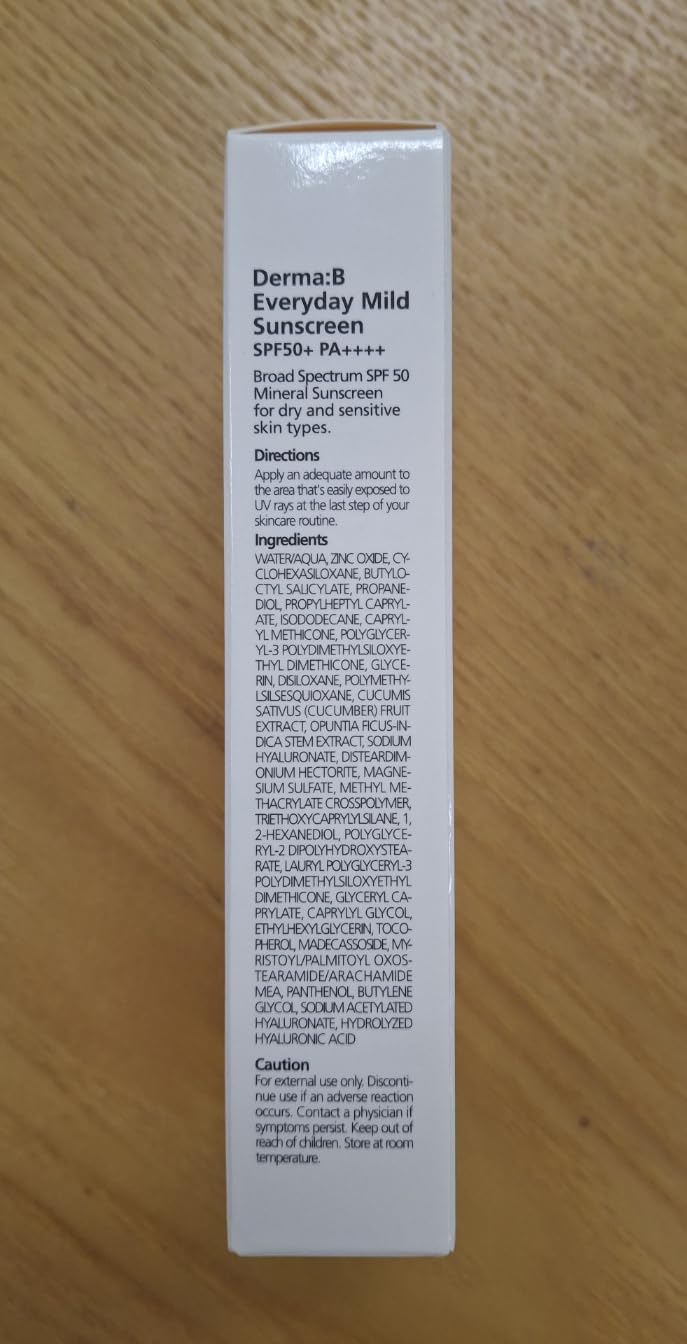 Derma:B
Everyday Mild
Sunscreen
SPF50+ PA++++
Broad Spectrum SPF 50
Mineral Sunscreen
for dry and sensitive
skin types.
Directions
Apply an adequate amount to
the area that's easily exposed to
UV rays at the last step of your
skincare routine.
Ingredients
WATER/AQUA, ZINC OXIDE, CY-
CLOHEXASILOXANE, BUTYLO-
CTYL SALICYLATE, PROPANE-
DIOL, PROPYLHEPTYL CAPRYL-
ATE, ISODODECANE, CAPRYL-
YL METHICONE, POLYGLYCER-
YL-3 POLYDIMETHYLSILOXYE-
THYL DIMETHICONE, GLYCE-
RIN, DISILOXANE, POLYMETHY-
LSILSESQUIOXANE, CUCUMIS
SATIVUS (CUCUMBER) FRUIT
EXTRACT, OPUNTIA FICUS-IN-
DICA STEM EXTRACT, SODIUM
HYALURONATE, DISTEARDIM-
ONIUM HECTORITE, MAGNE-
SIUM SULFATE, METHYL ME-
THACRYLATE CROSSPOLYMER,
TRIETHOXYCAPRYLYLSILANE, 1,
2-HEXANEDIOL, POLYGLYCE-
RYL-2 DIPOLYHYDROXYSTEA-
RATE, LAURYL POLYGLYCERYL-3
POLYDIMETHYLSILOXYETHYL
DIMETHICONE, GLYCERYL CA-
PRYLATE, CAPRYLYL GLYCOL,
ETHYLHEXYLGLYCERIN, TOCO-
PHEROL, MADECASSOSIDE, MY-
RISTOYL/PALMITOYL OXOS-
TEARAMIDE/ARACHAMIDE
MEA, PANTHENOL, BUTYLENE
GLYCOL, SODIUM ACETYLATED
HYALURONATE, HYDROLYZED
HYALURONIC ACID
Caution
For external use only. Disconti-
nue use if an adverse reaction
occurs. Contact a physician if
symptoms persist. Keep out of
reach of children. Store at room
temperature.